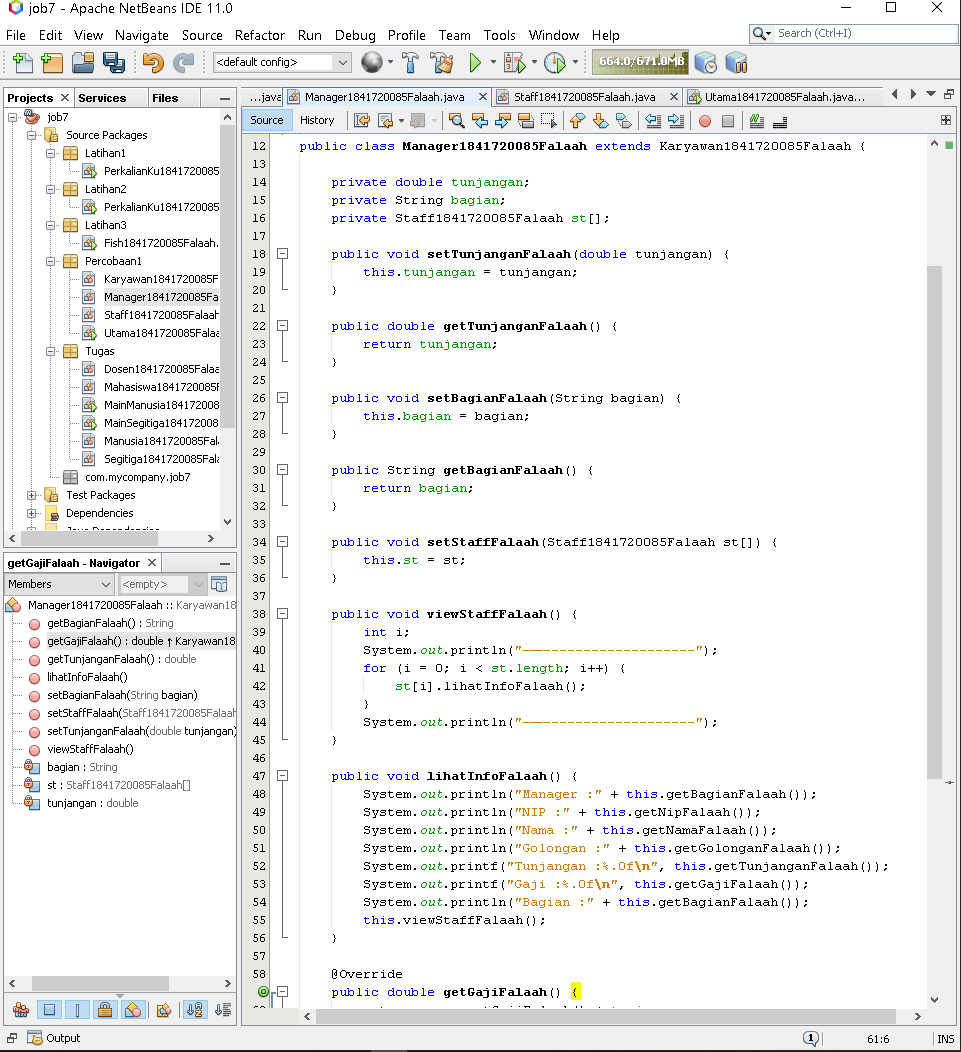 job7 - Apache NetBeans IDE 11.0
File Edit View Navigate Source Refactor Run Debug Profile Team Tools Window Help
Search (Ctrl+I)
<default config>
664.0/671.0MB
Projects Services Files
...java Manager1841720085Falaah.java Staff1841720085Falaah.java Utama1841720085Falaah.java...
Source History
job7
Source Packages
Latihan1
PerkalianKu1841720085
Latihan2
PerkalianKu1841720085
Latihan3
Fish1841720085Falaah.
Percobaan1
Karyawan1841720085F
Manager1841720085Fa
Staff1841720085Falaah
Utama1841720085Falaa
Tugas
Dosen1841720085Falaa
Mahasiswa1841720085F
MainManusia184172008
MainSegitiga184172008
Manusia1841720085Fal
Segitiga1841720085Fala
com.mycompany.job7
Test Packages
Dependencies
getGajiFalaah - Navigator
Members <empty>
Manager1841720085Falaah :: Karyawan18
getBagianFalaah() : String
getGajiFalaah() : double ↑ Karyawan18
getTunjanganFalaah() : double
lihatInfoFalaah()
setBagianFalaah(String bagian)
setStaffFalaah(Staff1841720085Falaah
setTunjanganFalaah(double tunjangan)
viewStaffFalaah()
bagian : String
st : Staff1841720085Falaah[]
tunjangan : double
12 public class Manager1841720085Falaah extends Karyawan1841720085Falaah {
13
14 private double tunjangan;
15 private String bagian;
16 private Staff1841720085Falaah st[];
17
18 public void setTunjanganFalaah(double tunjangan) {
19 this.tunjangan = tunjangan;
20 }
21
22 public double getTunjanganFalaah() {
23 return tunjangan;
24 }
25
26 public void setBagianFalaah(String bagian) {
27 this.bagian = bagian;
28 }
29
30 public String getBagianFalaah() {
31 return bagian;
32 }
33
34 public void setStaffFalaah(Staff1841720085Falaah st[]) {
35 this.st = st;
36 }
37
38 public void viewStaffFalaah() {
39 int i;
40 System.out.println("———————————————————————");
41 for (i = 0; i < st.length; i++) {
42 st[i].lihatInfoFalaah();
43 }
44 System.out.println("———————————————————————");
45 }
46
47 public void lihatInfoFalaah() {
48 System.out.println("Manager :" + this.getBagianFalaah());
49 System.out.println("NIP :" + this.getNipFalaah());
50 System.out.println("Nama :" + this.getNamaFalaah());
51 System.out.println("Golongan :" + this.getGolonganFalaah());
52 System.out.printf("Tunjangan :%.0f\n", this.getTunjanganFalaah());
53 System.out.printf("Gaji :%.0f\n", this.getGajiFalaah());
54 System.out.println("Bagian :" + this.getBagianFalaah());
55 this.viewStaffFalaah();
56 }
57
58 @Override
public double getGajiFalaah() {
Output
1 61:6 INS